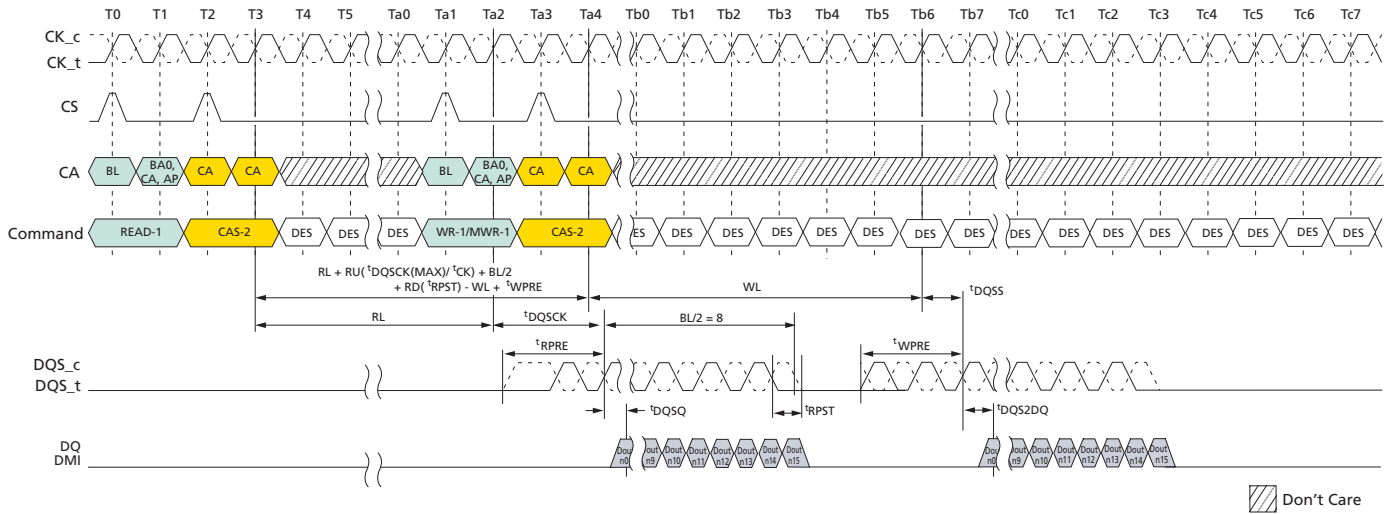 T0 T1 T2 T3 T4 T5 Ta0 Ta1 Ta2 Ta3 Ta4 Tb0 Tb1 Tb2 Tb3 Tb4 Tb5 Tb6 Tb7 Tc0 Tc1 Tc2 Tc3 Tc4 Tc5 Tc6 Tc7
CK_c
CK_t
CS
CA BL BA0, CA, AP CA CA BL BA0, CA, AP CA CA
Command READ-1 CAS-2 DES DES DES WR-1/MWR-1 CAS-2 DES DES DES DES DES DES DES DES DES DES DES DES DES DES DES DES
RL + RU( tDQSCK(MAX)/ tCK) + BL/2
+ RD( tRPST) - WL + tWPRE
WL
tDQSS
RL tDQSCK BL/2 = 8
tRPRE tWPRE
DQS_c
DQS_t
tDQSQ tRPST tDQS2DQ
DQ
DMI
Dout Dout Dout Dout Dout Dout Dout Dout Dout Dout Dout Dout Dout Dout Dout Dout
n0 n9 n10 n11 n12 n13 n14 n15 n0 n9 n10 n11 n12 n13 n14 n15
Don't Care